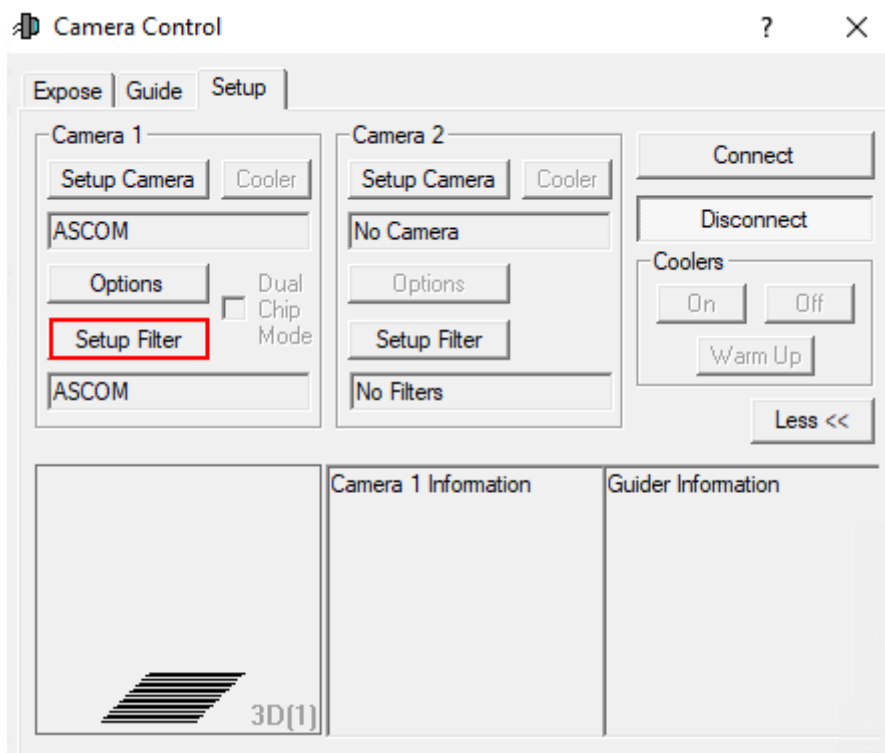 Camera Control
?
Expose Guide Setup
Camera 1
Setup Camera Cooler
ASCOM
Options
Dual
Chip
Mode
Setup Filter
ASCOM
Camera 2
Setup Camera Cooler
No Camera
Options
Setup Filter
No Filters
Connect
Disconnect
Coolers
On Off
Warm Up
Less <<
3D(1)
Camera 1 Information
Guider Information